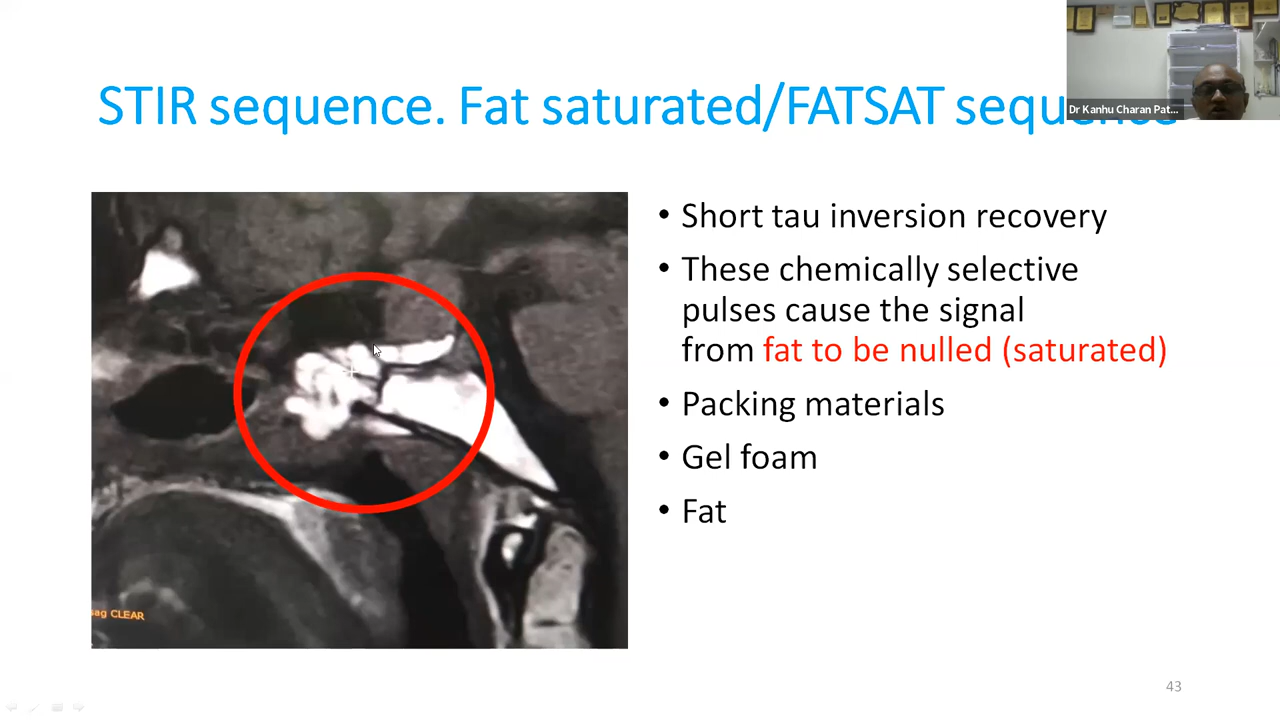 Dr Kanhu Charan Pat...
STIR sequence. Fat saturated/FATSAT sequence
• Short tau inversion recovery
• These chemically selective
pulses cause the signal
from fat to be nulled (saturated)
• Packing materials
• Gel foam
• Fat
sag CLEAR
43